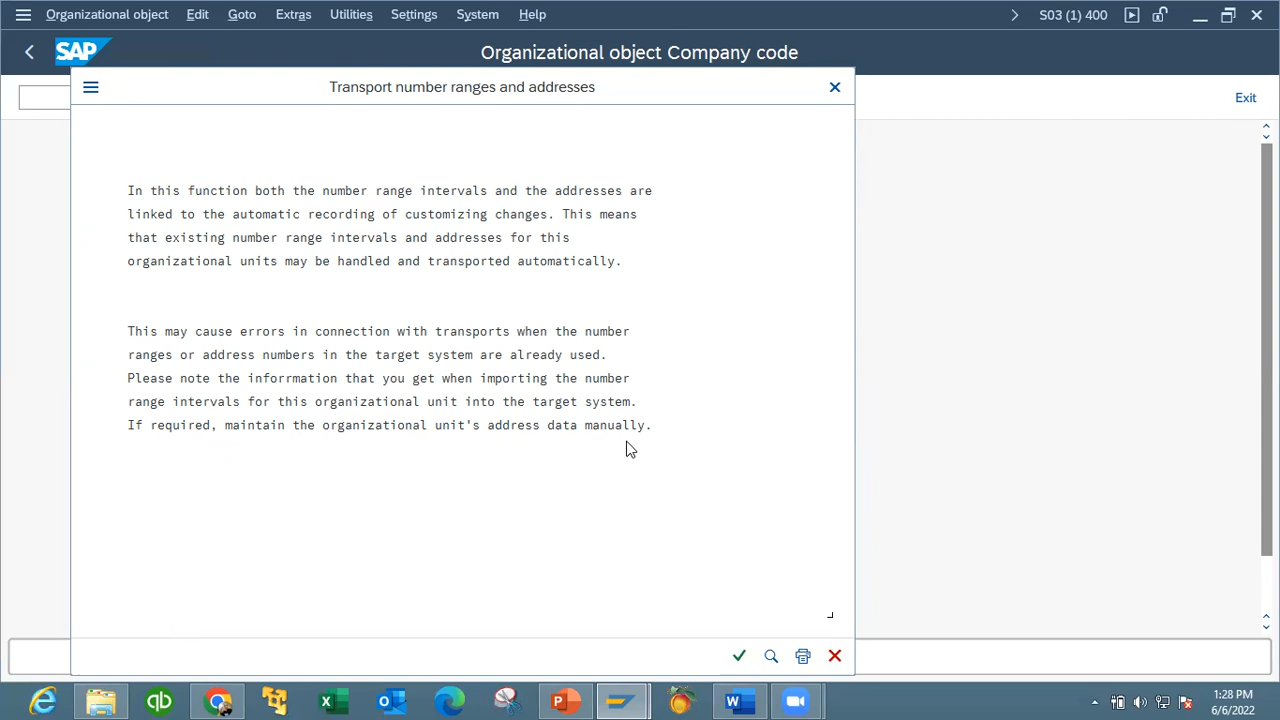 Organizational object Edit Goto Extras Utilities Settings System Help S03 (1) 400
SAP Organizational object Company code
Transport number ranges and addresses
Exit
In this function both the number range intervals and the addresses are
linked to the automatic recording of customizing changes. This means
that existing number range intervals and addresses for this
organizational units may be handled and transported automatically.
This may cause errors in connection with transports when the number
ranges or address numbers in the target system are already used.
Please note the inforrmation that you get when importing the number
range intervals for this organizational unit into the target system.
If required, maintain the organizational unit's address data manually.
1:28 PM
6/6/2022